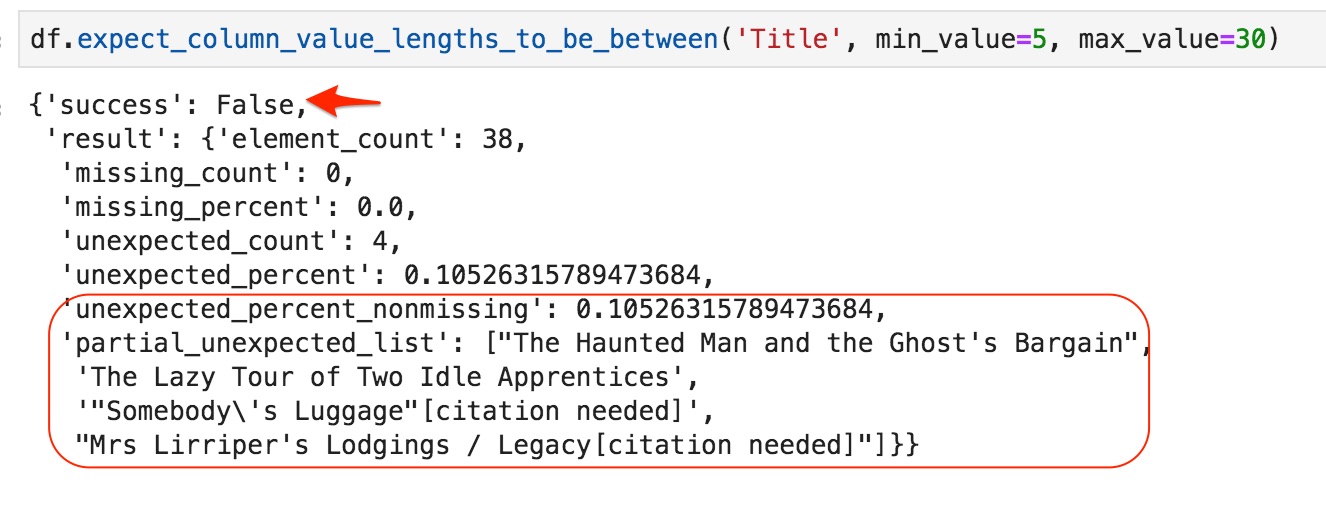 df.expect_column_value_lengths_to_be_between('Title', min_value=5, max_value=30)
{'success': False,
'result': {'element_count': 38,
'missing_count': 0,
'missing_percent': 0.0,
'unexpected_count': 4,
'unexpected_percent': 0.10526315789473684,
'unexpected_percent_nonmissing': 0.10526315789473684,
'partial_unexpected_list': ["The Haunted Man and the Ghost's Bargain",
'The Lazy Tour of Two Idle Apprentices',
'"Somebody\'s Luggage"[citation needed]',
"Mrs Lirriper's Lodgings / Legacy[citation needed]"]}}